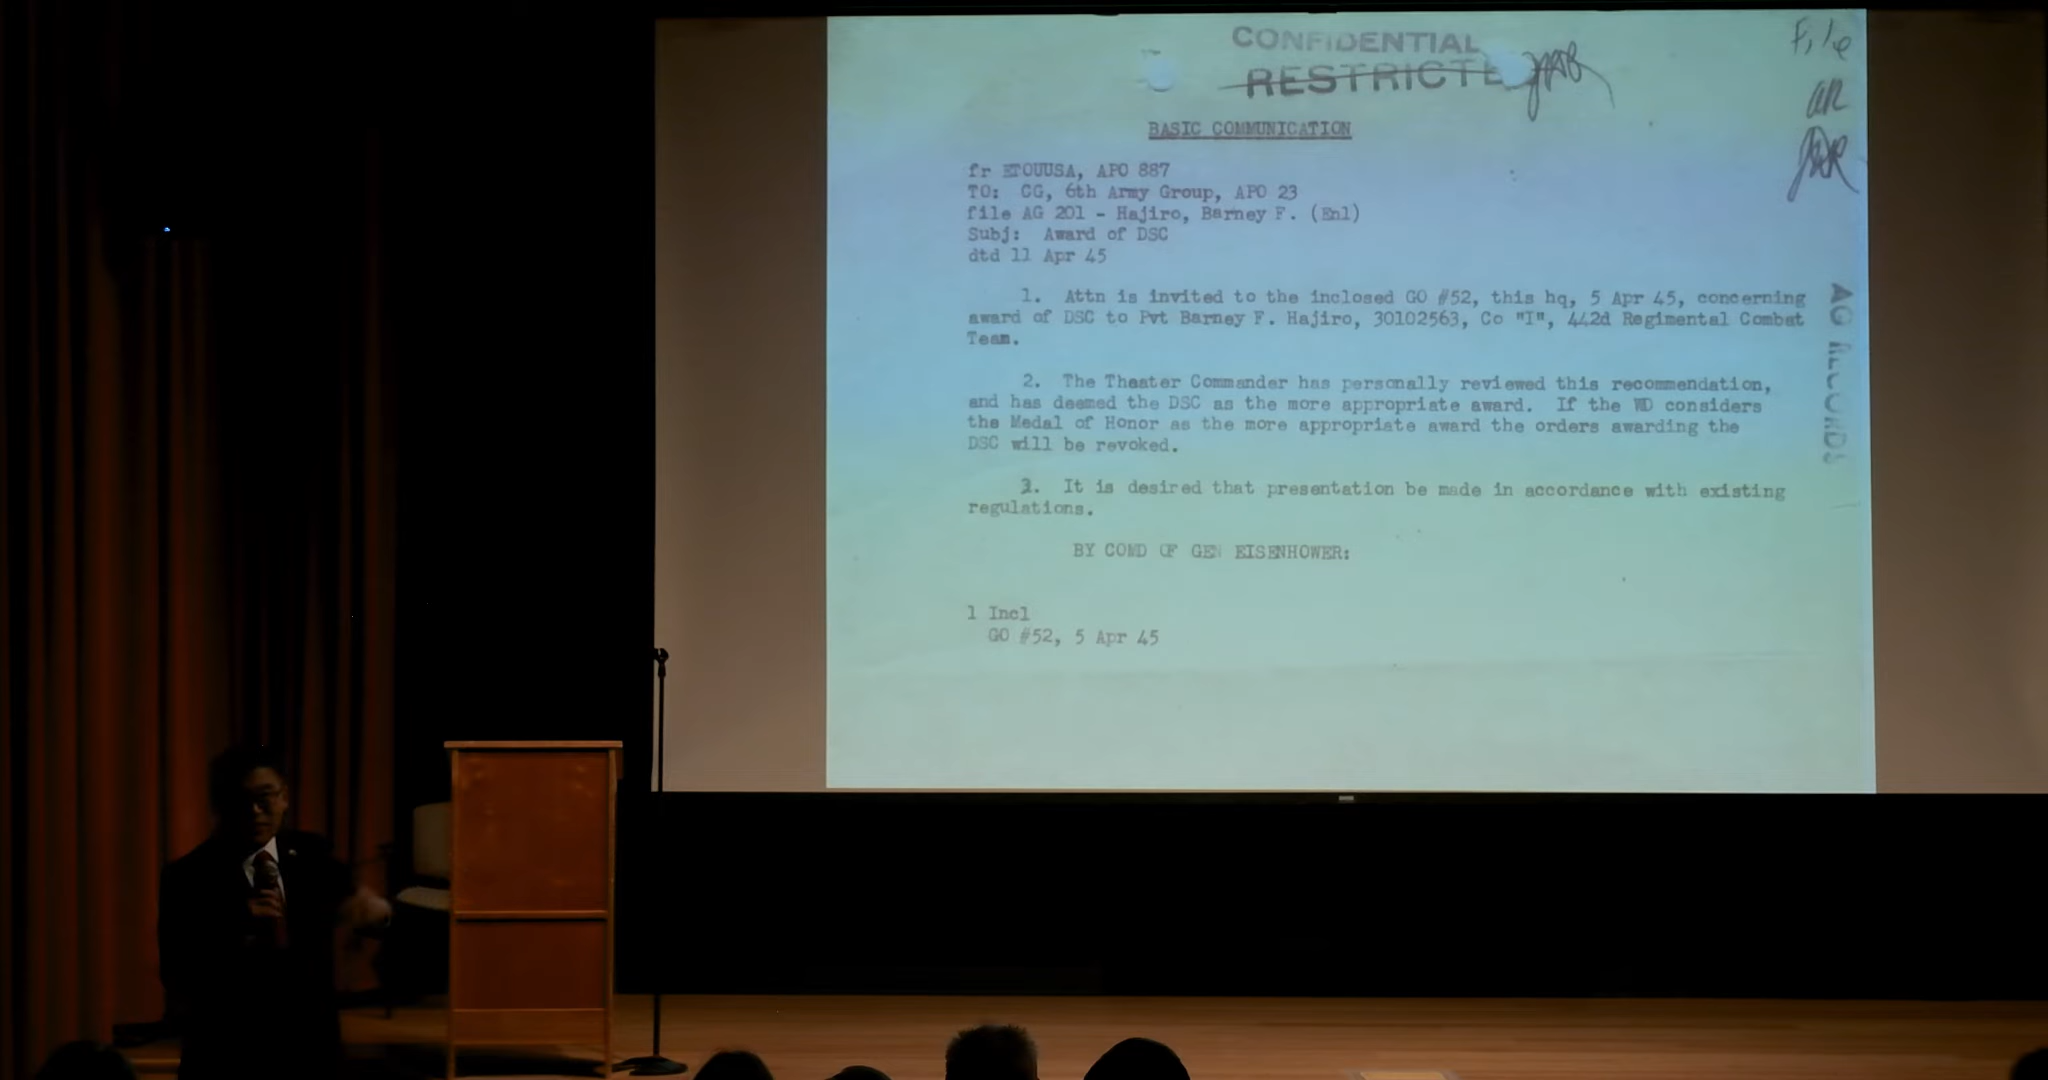 CONFIDENTIAL
RESTRICTE
File
BASIC COMMUNICATION
fr ETOUUSA, APO 887
TO: CG, 6th Army Group, APO 23
file AG 201 - Hajiro, Barney F. (Enl)
Subj: Award of DSC
dtd 11 Apr 45
1. Attn is invited to the inclosed GO #52, this hq, 5 Apr 45, concerning
award of DSC to Pvt Barney F. Hajiro, 30102563, Co "I", 442d Regimental Combat
Team.
2. The Theater Commander has personally reviewed this recommendation,
and has deemed the DSC as the more appropriate award. If the WD considers
the Medal of Honor as the more appropriate award the orders awarding the
DSC will be revoked.
3. It is desired that presentation be made in accordance with existing
regulations.
BY COMD OF GEN EISENHOWER:
1 Incl
GO #52, 5 Apr 45
AG RECORDS